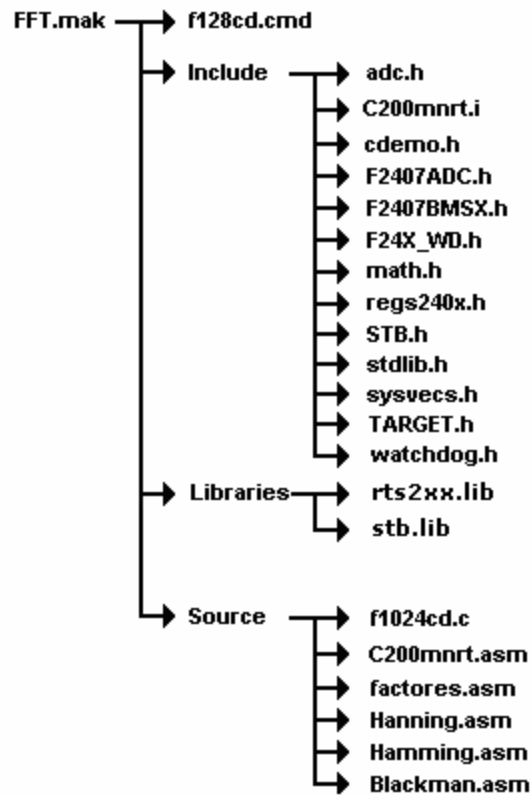 FFT.mak
f128cd.cmd
Include
adc.h
C200mnrt.i
cdemo.h
F2407ADC.h
F2407BMSX.h
F24X_WD.h
math.h
regs240x.h
STB.h
stdlib.h
sysvecs.h
TARGET.h
watchdog.h
Libraries
rts2xx.lib
stb.lib
Source
f1024cd.c
C200mnrt.asm
factores.asm
Hanning.asm
Hamming.asm
Blackman.asm